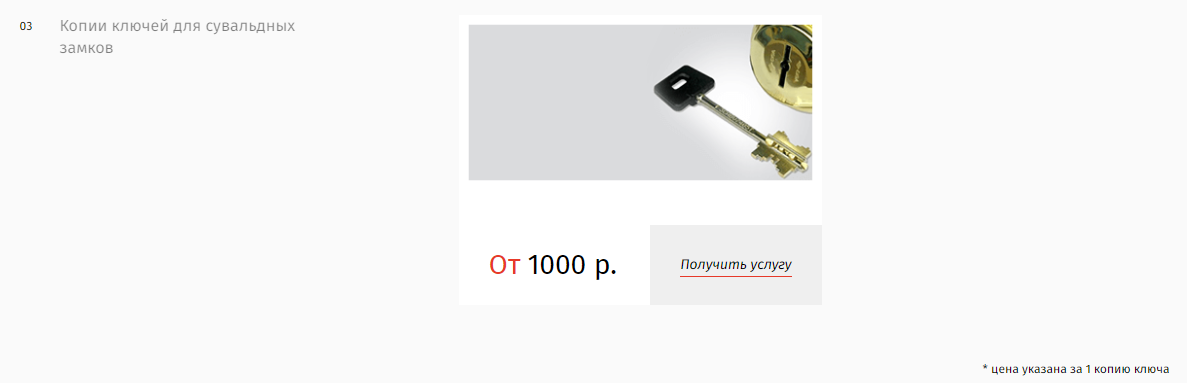 03
Копии ключей для сувальдных
замков
От 1000 р.
Получить услугу
* цена указана за 1 копию ключа